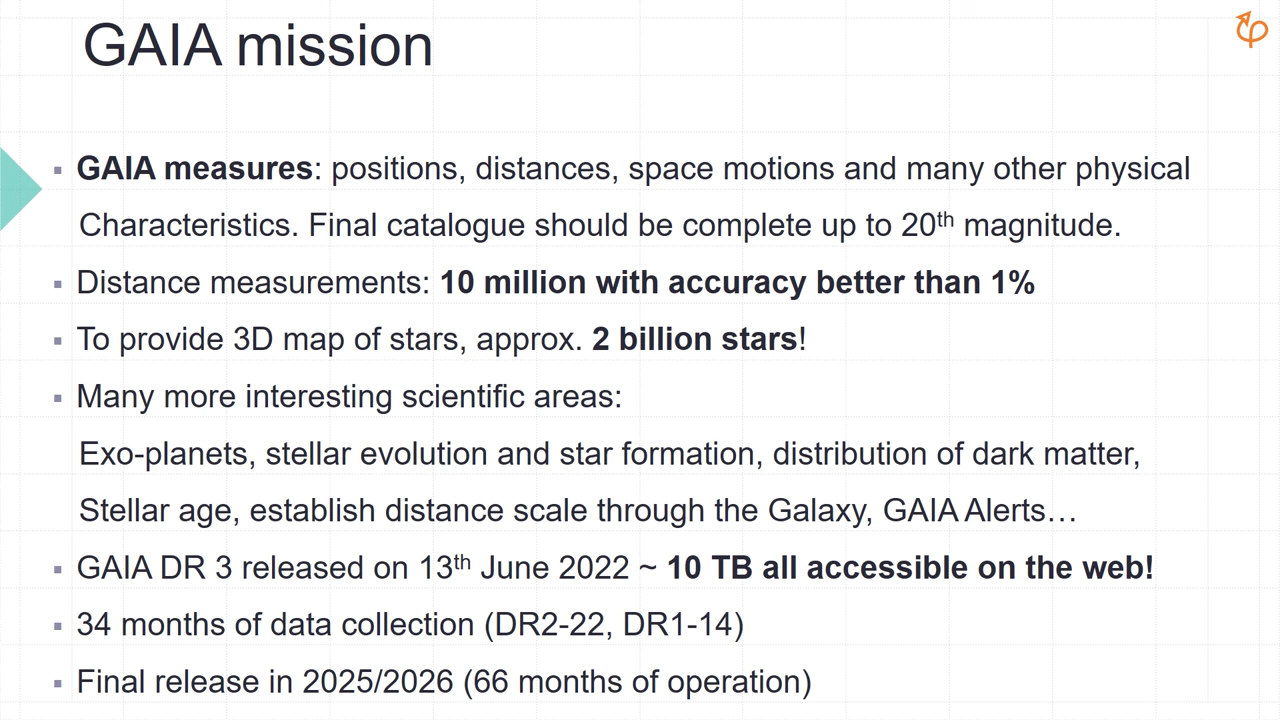 GAIA mission
▪ GAIA measures: positions, distances, space motions and many other physical
Characteristics. Final catalogue should be complete up to 20th magnitude.
▪ Distance measurements: 10 million with accuracy better than 1%
▪ To provide 3D map of stars, approx. 2 billion stars!
▪ Many more interesting scientific areas:
Exo-planets, stellar evolution and star formation, distribution of dark matter,
Stellar age, establish distance scale through the Galaxy, GAIA Alerts…
▪ GAIA DR 3 released on 13th June 2022 ~ 10 TB all accessible on the web!
▪ 34 months of data collection (DR2-22, DR1-14)
▪ Final release in 2025/2026 (66 months of operation)